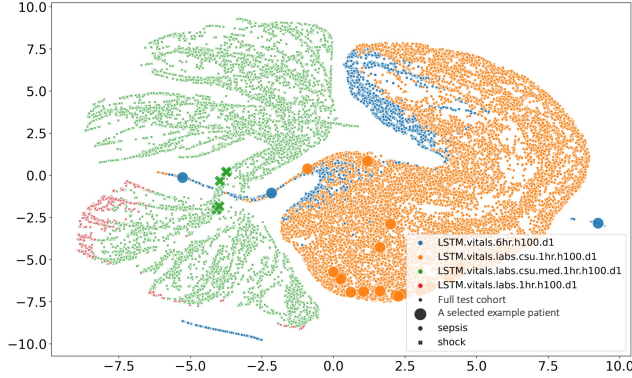 10.0
7.5
5.0
2.5
0.0
−2.5
−5.0
−7.5
−10.0
LSTM.vitals.6hr.h100.d1
LSTM.vitals.labs.csu.1hr.h100.d1
LSTM.vitals.labs.csu.med.1hr.h100.d1
LSTM.vitals.labs.1hr.h100.d1
Full test cohort
A selected example patient
sepsis
shock
−7.5 −5.0 −2.5 0.0 2.5 5.0 7.5 10.0